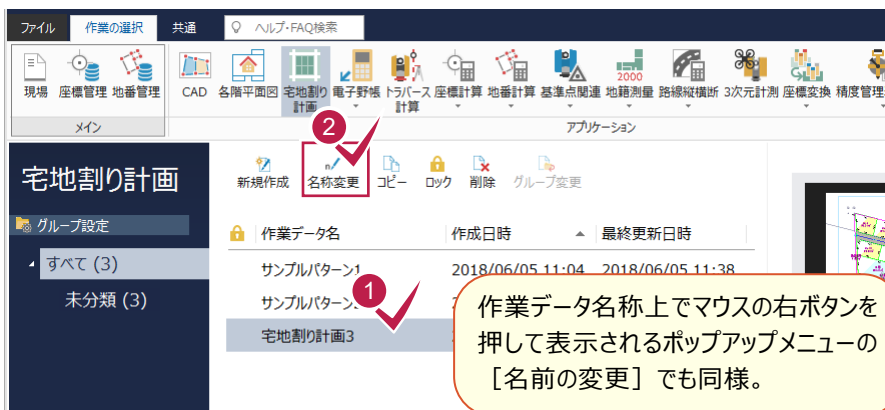 ファイル 作業の選択 共通 ヘルプ・FAQ検索
現場 座標管理 地番管理 CAD 各階平面図 宅地割り計画 電子野帳 トラバース計算 座標計算 地番計算 基準点関連 2000 地籍測量 路線縦横断 3次元計測 座標変換 精度管理
メイン アプリケーション
2
宅地割り計画
新規作成 名称変更 コピー ロック 削除 グループ変更
グループ設定
作業データ名 作成日時 最終更新日時
すべて (3)
サンプルパターン1 2018/06/05 11:04 2018/06/05 11:38
未分類 (3)
サンプルパターン
1
宅地割り計画3
作業データ名称上でマウスの右ボタンを
押して表示されるポップアップメニューの
［名前の変更］でも同様。